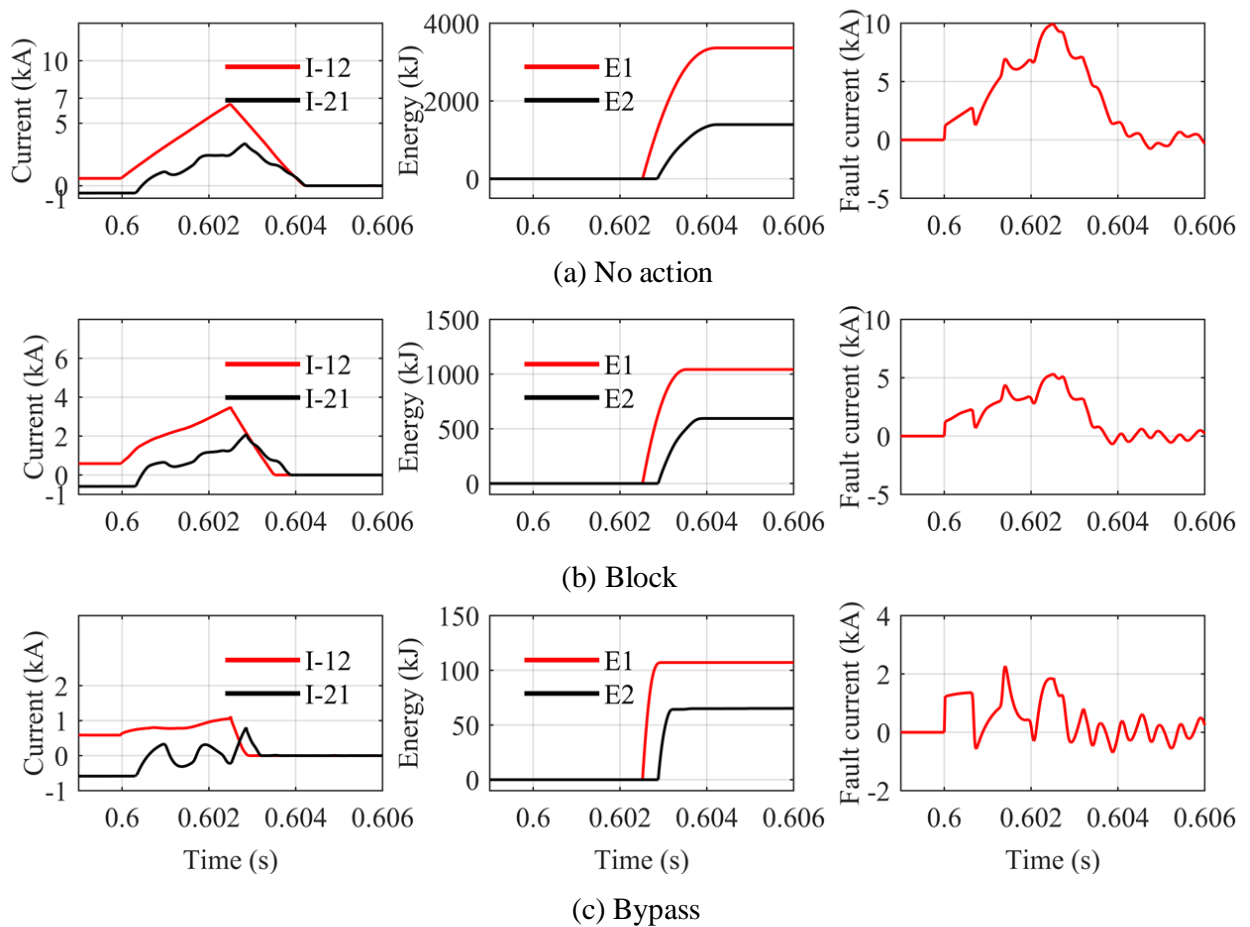 Current (kA)
10
7
5
0
-1
I-12
I-21
0.6 0.602 0.604 0.606
Energy (kJ)
4000
2000
0
E1
E2
0.6 0.602 0.604 0.606
Fault current (kA)
10
5
0
-5
0.6 0.602 0.604 0.606
(a) No action
Current (kA)
6
4
2
0
-1
I-12
I-21
0.6 0.602 0.604 0.606
Energy (kJ)
1500
1000
500
0
E1
E2
0.6 0.602 0.604 0.606
Fault current (kA)
10
5
0
-5
0.6 0.602 0.604 0.606
(b) Block
Current (kA)
2
1
0
-1
I-12
I-21
0.6 0.602 0.604 0.606
Time (s)
Energy (kJ)
150
100
50
0
E1
E2
0.6 0.602 0.604 0.606
Time (s)
Fault current (kA)
4
2
0
-2
0.6 0.602 0.604 0.606
Time (s)
(c) Bypass